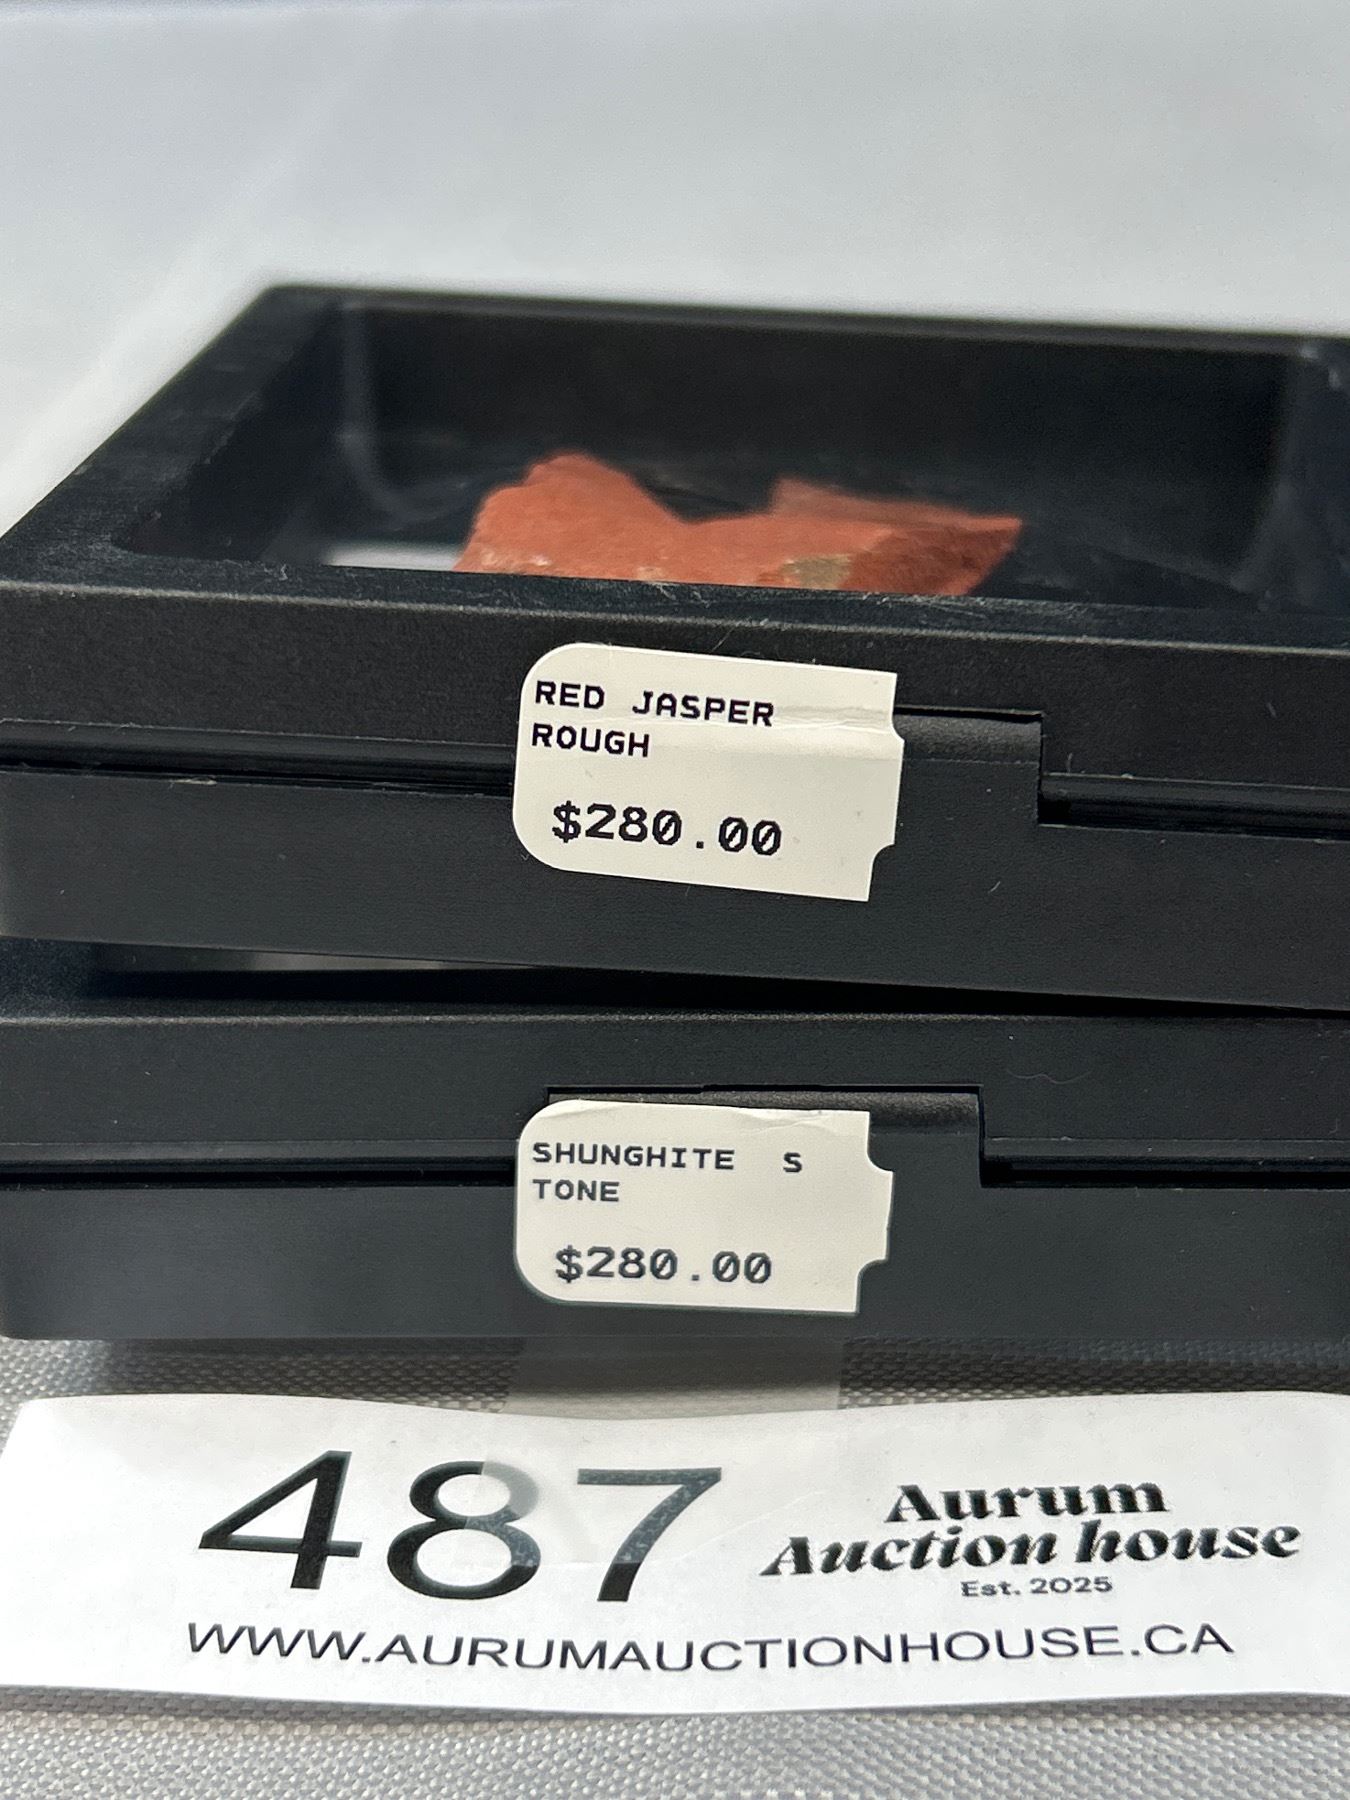 RED JASPER
ROUGH
$280.00
SHUNGHITE S
TONE
$280.00
487
Aurum
Auction house
Est. 2025
WWW.AURUMAUCTIONHOUSE.CA